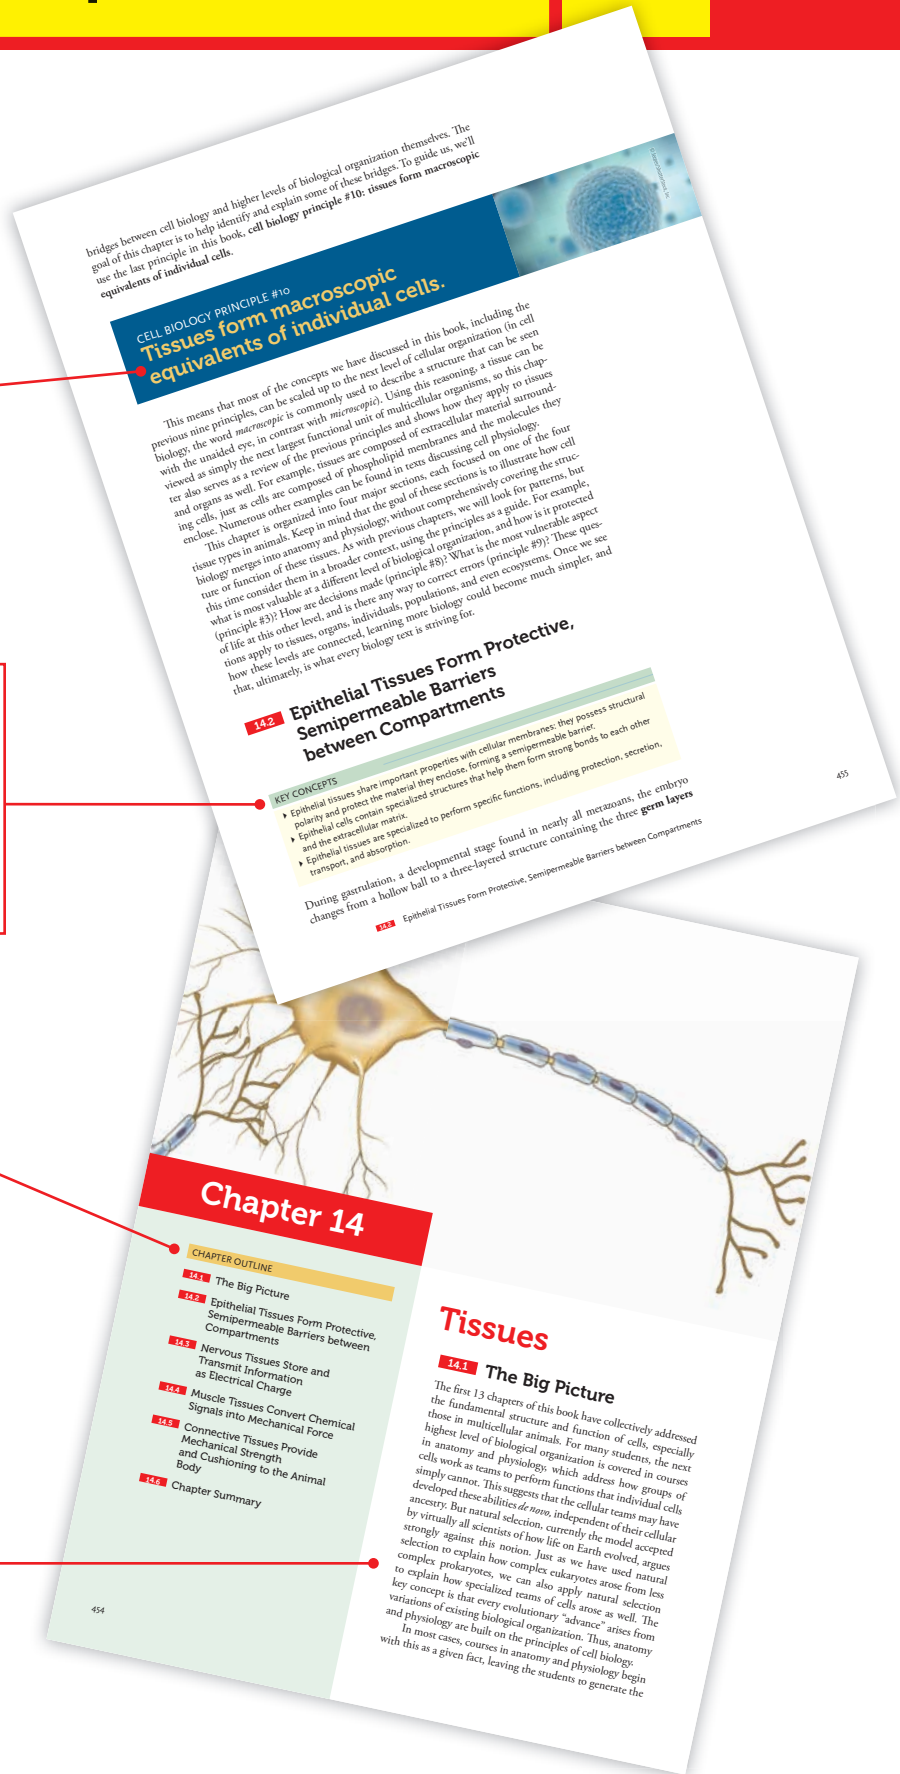 bridges between cell biology and higher levels of biological organization themselves. The
goal of this chapter is to help identify and explain some of these bridges. To guide us, we'll
use the last principle in this book, cell biology principle #10: tissues form macroscopic
equivalents of individual cells.
CELL BIOLOGY PRINCIPLE #10
Tissues form macroscopic
equivalents of individual cells.
This means that most of the concepts we have discussed in this book, including the
previous nine principles, can be scaled up to the next level of cellular organization (in cell
biology, the word macroscopic is commonly used to describe a structure that can be seen
with the unaided eye, in contrast with microscopic). Using this reasoning, a tissue can be
viewed as simply the next largest functional unit of multicellular organisms, so this chap-
ter also serves as a review of the previous principles and shows how they apply to tissues
and organs as well. For example, tissues are composed of extracellular material surround-
ing cells, just as cells are composed of phospholipid membranes and the molecules they
enclose. Numerous other examples can be found in texts discussing cell physiology.
This chapter is organized into four major sections, each focused on one of the four
tissue types in animals. Keep in mind that the goal of these sections is to illustrate how cell
biology merges into anatomy and physiology, without comprehensively covering the struc-
ture or function of these tissues. As with previous chapters, we will look for patterns, but
this time consider them in a broader context, using the principles as a guide. For example,
what is most valuable at a different level of biological organization, and how is it protected
(principle #3)? How are decisions made (principle #8)? What is the most vulnerable aspect
of life at this other level, and is there any way to correct errors (principle #9)? These ques-
tions apply to tissues, organs, individuals, populations, and even ecosystems. Once we see
how these levels are connected, learning more biology could become much simpler, and
that, ultimately, is what every biology text is striving for.
14.2 Epithelial Tissues Form Protective,
Semipermeable Barriers
between Compartments
KEY CONCEPTS
Epithelial tissues share important properties with cellular membranes: they possess structural
polarity and protect the material they enclose, forming a semipermeable barrier.
Epithelial cells contain specialized structures that help them form strong bonds to each other
and the extracellular matrix.
Epithelial tissues are specialized to perform specific functions, including protection, secretion,
transport, and absorption.
During gastrulation, a developmental stage found in nearly all metazoans, the embryo
changes from a hollow ball to a three-layered structure containing the three germ layers
14.2 Epithelial Tissues Form Protective, Semipermeable Barriers between Compartments
455
Chapter 14
CHAPTER OUTLINE
14.1 The Big Picture
14.2 Epithelial Tissues Form Protective,
Semipermeable Barriers between
Compartments
14.3 Nervous Tissues Store and
Transmit Information
as Electrical Charge
14.4 Muscle Tissues Convert Chemical
Signals into Mechanical Force
14.5 Connective Tissues Provide
Mechanical Strength
and Cushioning to the Animal
Body
14.6 Chapter Summary
454
Tissues
14.1 The Big Picture
The first 13 chapters of this book have collectively addressed
the fundamental structure and function of cells, especially
those in multicellular animals. For many students, the next
highest level of biological organization is covered in courses
in anatomy and physiology, which address how groups of
cells work as teams to perform functions that individual cells
simply cannot. This suggests that the cellular teams may have
developed these abilities de novo, independent of their cellular
ancestry. But natural selection, currently the model accepted
by virtually all scientists of how life on Earth evolved, argues
strongly against this notion. Just as we have used natural
selection to explain how complex eukaryotes arose from less
complex prokaryotes, we can also apply natural selection
to explain how specialized teams of cells arose as well. The
key concept is that every evolutionary “advance” arises from
variations of existing biological organization. Thus, anatomy
and physiology are built on the principles of cell biology.
In most cases, courses in anatomy and physiology begin
with this as a given fact, leaving the students to generate the